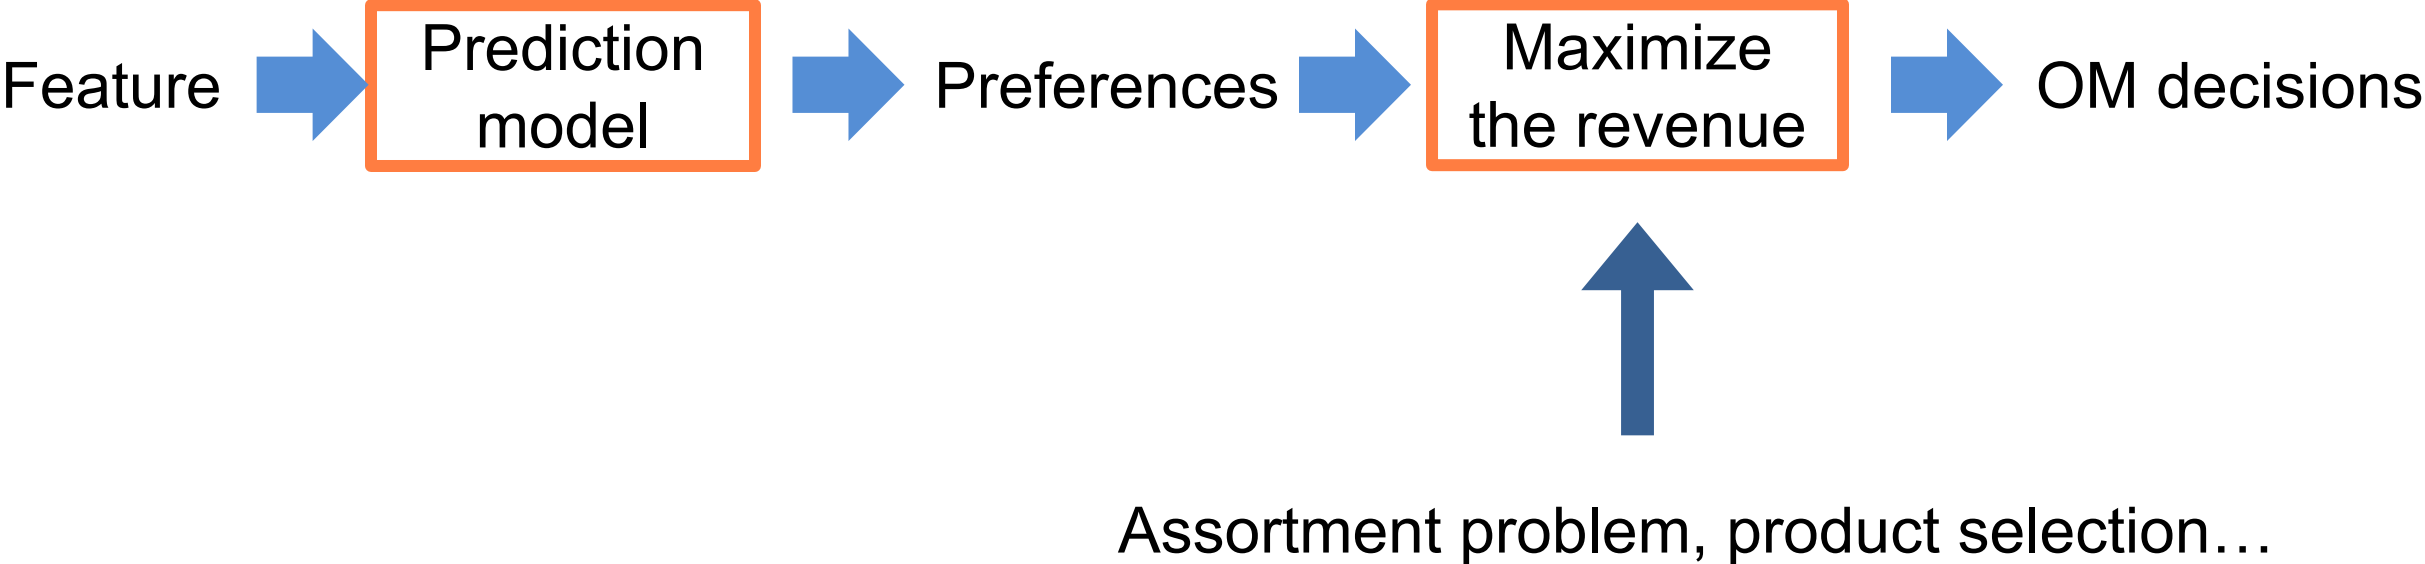 Feature
Prediction
model
Preferences
Maximize
the revenue
OM decisions
Assortment problem, product selection…